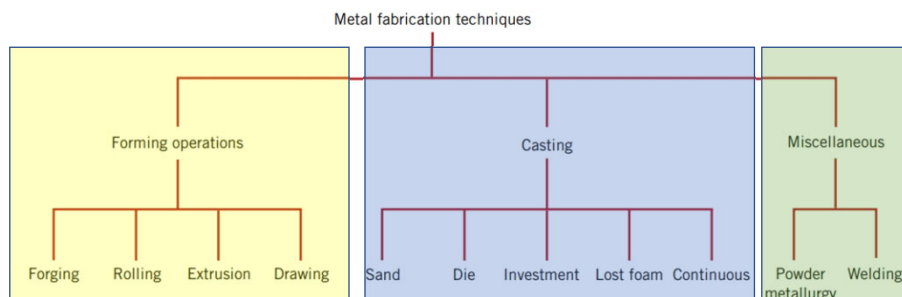 Metal fabrication techniques
Forming operations
Casting
Miscellaneous
Forging
Rolling
Extrusion
Drawing
Sand
Die
Investment
Lost foam
Continuous
Powder
metallurgy
Welding